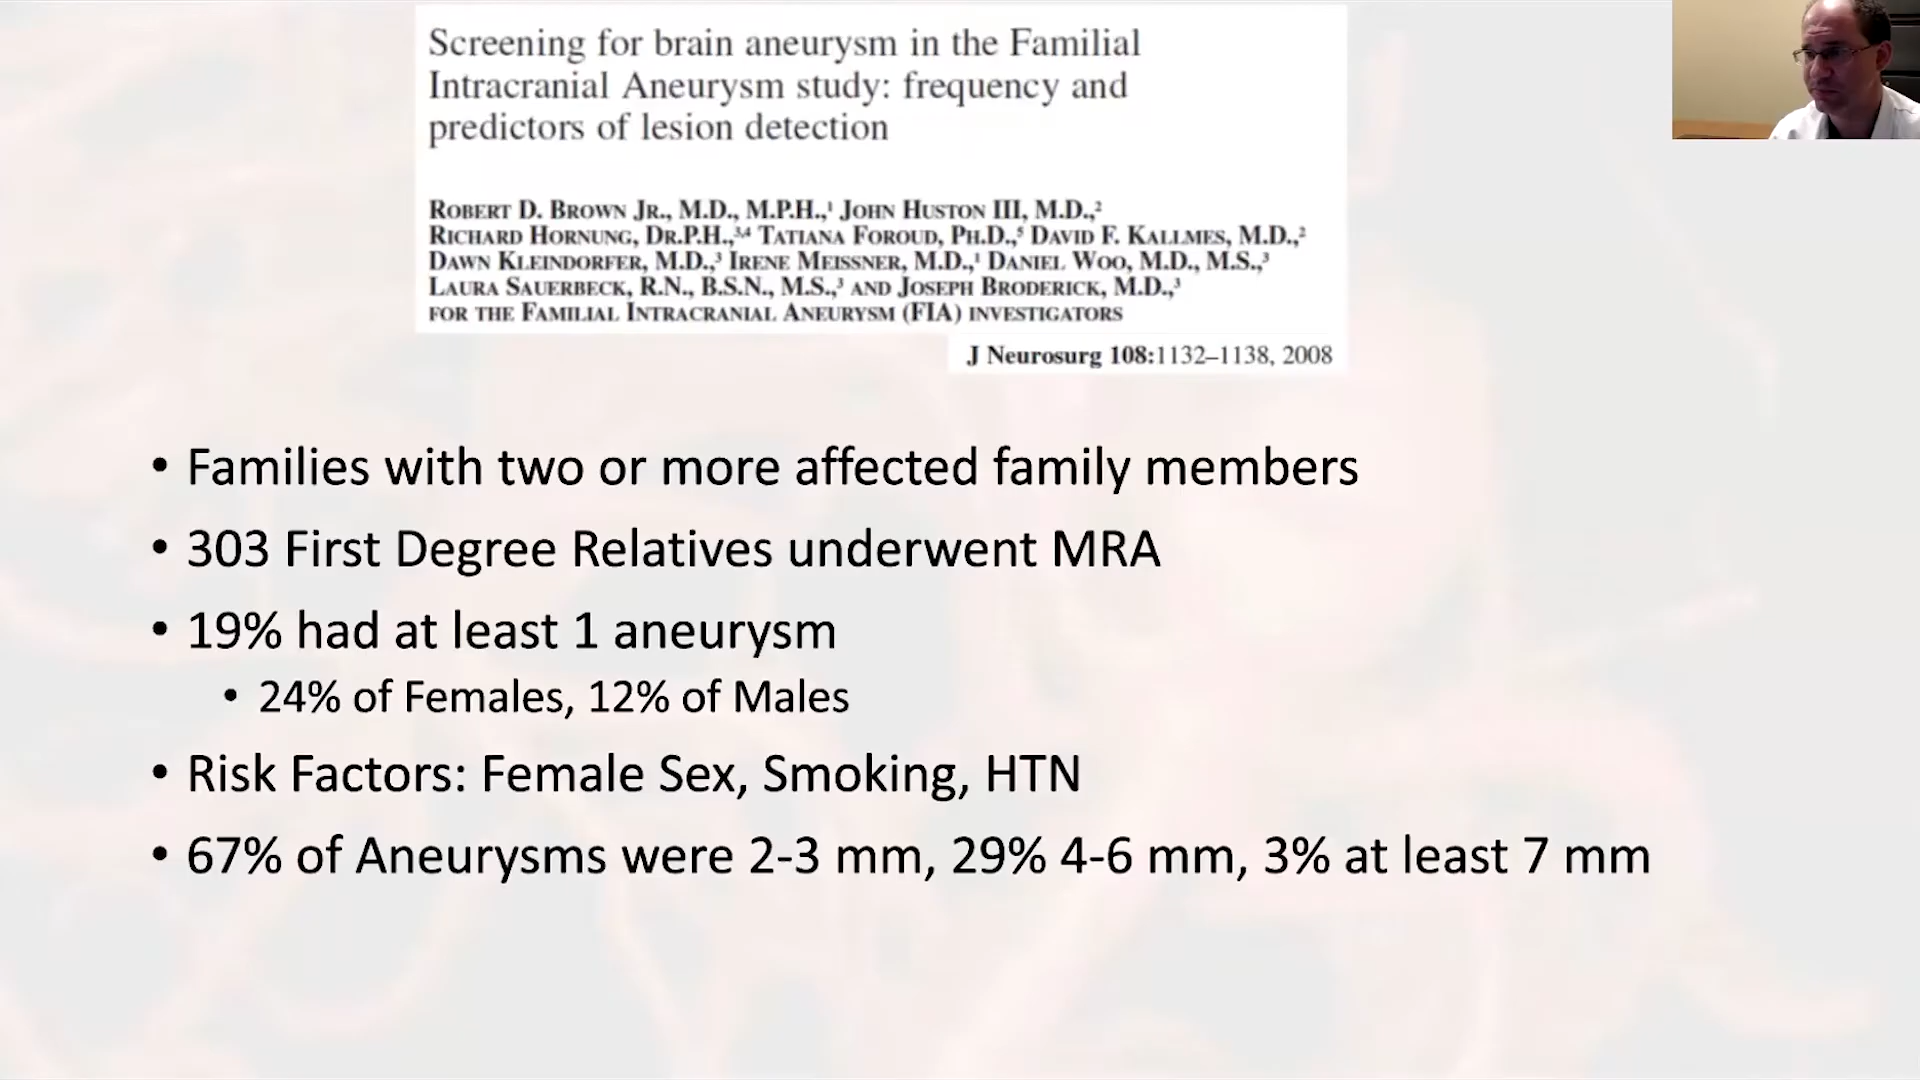 Screening for brain aneurysm in the Familial
Intracranial Aneurysm study: frequency and
predictors of lesion detection
ROBERT D. BROWN JR., M.D., M.P.H.,¹ JOHN HUSTON III, M.D.,²
RICHARD HORNUNG, DR.P.H.,³,⁴ TATIANA FOROUD, PH.D.,⁵ DAVID F. KALLMES, M.D.,²
DAWN KLEINDORFER, M.D.,³ IRENE MEISSNER, M.D.,¹ DANIEL WOO, M.D., M.S.,³
LAURA SAUERBECK, R.N., B.S.N., M.S.,³ AND JOSEPH BRODERICK, M.D.,³
FOR THE FAMILIAL INTRACRANIAL ANEURYSM (FIA) INVESTIGATORS
J Neurosurg 108:1132–1138, 2008
• Families with two or more affected family members
• 303 First Degree Relatives underwent MRA
• 19% had at least 1 aneurysm
• 24% of Females, 12% of Males
• Risk Factors: Female Sex, Smoking, HTN
• 67% of Aneurysms were 2-3 mm, 29% 4-6 mm, 3% at least 7 mm